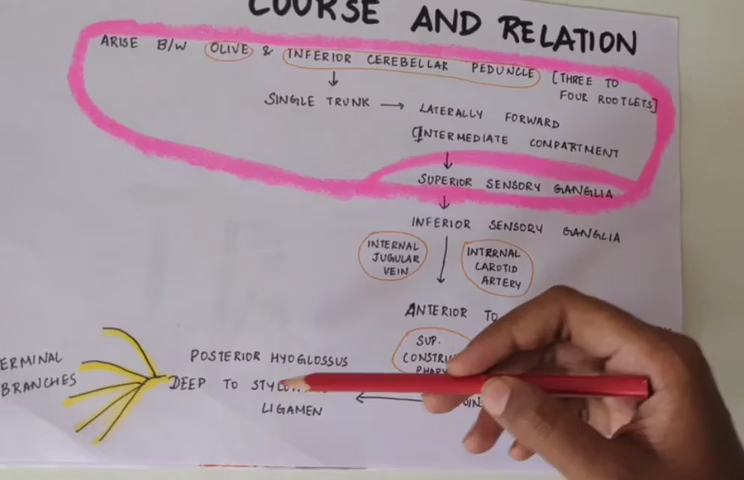 COURSE AND RELATION
ARISE B/W OLIVE & INFERIOR CEREBELLAR PEDUNCLE [THREE TO
FOUR ROOTLETS]
SINGLE TRUNK → LATERALLY FORWARD
[INTERMEDIATE COMPARTMENT
SUPERIOR SENSORY GANGLIA
INFERIOR SENSORY GANGLIA
INTERNAL
JUGULAR
VEIN
INTRRNAL
CAROTID
ARTERY
ANTERIOR TO
SUP.
POSTERIOR HYOGLOSSUS
DEEP TO
LIGAMEN
BRANCHES